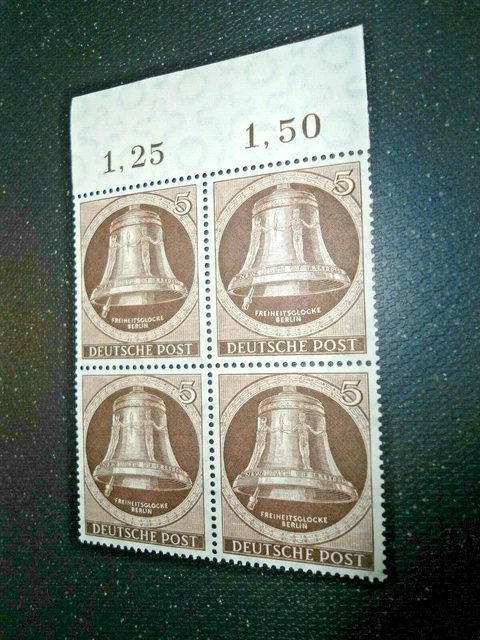 1,25 1,50
5 5
FREIHEITSGLOCKE FREIHEITSGLOCKE
BERLIN BERLIN
DEUTSCHE POST DEUTSCHE POST
5 5
FREIHEITSGLOCKE FREIHEITSGLOCKE
BERLIN BERLIN
DEUTSCHE POST DEUTSCHE POST